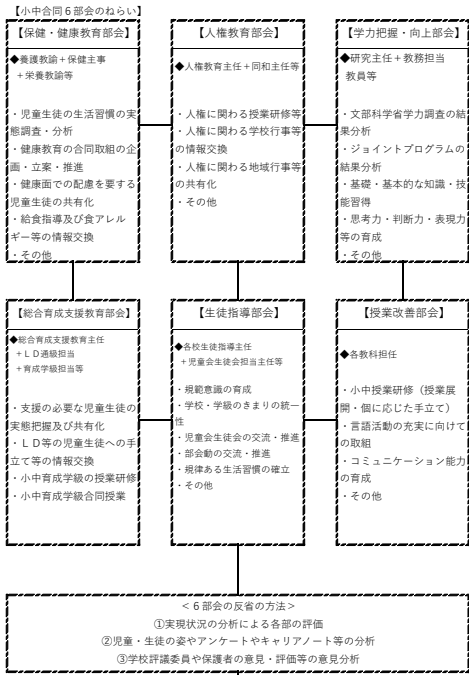 【小中合同６部会のねらい】
【保健・健康教育部会】
◆養護教諭＋保健主事
＋栄養教諭等
・児童生徒の生活習慣の実
態調査・分析
・健康教育の合同取組の企
画・立案・推進
・健康面での配慮を要する
児童生徒の共有化
・給食指導及び食アレル
ギー等の情報交換
・その他
【人権教育部会】
◆人権教育主任＋同和主任等
・人権に関わる授業研修等
・人権に関わる学校行事等
の情報交換
・人権に関わる地域行事等
の共有化
・その他
【学力把握・向上部会】
◆研究主任＋教務担当
教員等
・文部科学省学力調査の結
果分析
・ジョイントプログラムの
結果分析
・基礎・基本的な知識・技
能習得
・思考力・判断力・表現力
等の育成
・その他
【総合育成支援教育部会】
◆総合育成支援教育主任
＋ＬＤ通級担当
＋育成学級担当等
・支援の必要な児童生徒の
実態把握及び共有化
・ＬＤ等の児童生徒への手
立て等の情報交換
・小中育成学級の授業研修
・小中育成学級合同授業
【生徒指導部会】
◆各校生徒指導主任
＋児童会生徒会担当主任等
・規範意識の育成
・学校・学級のきまりの統一
性
・児童会生徒会の交流・推進
・部会動の交流・推進
・規律ある生活習慣の確立
・その他
【授業改善部会】
◆各教科担任
・小中授業研修（授業展
開・個に応じた手立て）
・言語活動の充実に向けて
の取組
・コミュニケーション能力
の育成
・その他
＜６部会の反省の方法＞
①実現状況の分析による各部の評価
②児童・生徒の姿やアンケートやキャリアノート等の分析
③学校評議委員や保護者の意見・評価等の意見分析